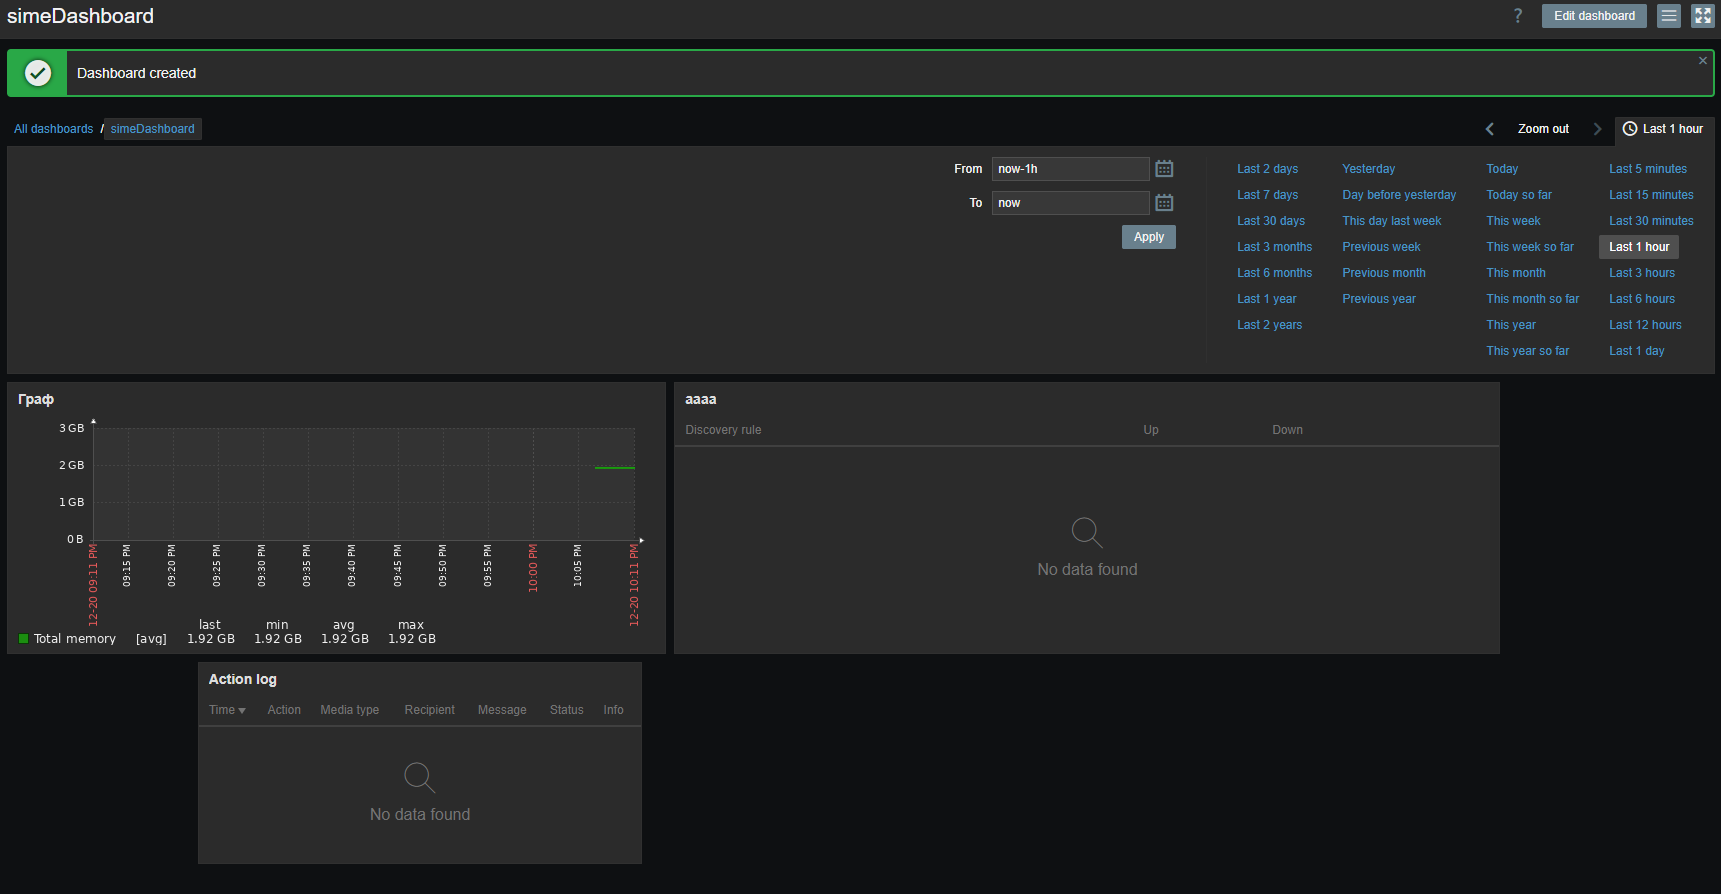 simeDashboard
? Edit dashboard
Dashboard created
All dashboards / simeDashboard
Zoom out
Last 1 hour
From now-1h
To now
Apply
Last 2 days Yesterday Today Last 5 minutes
Last 7 days Day before yesterday Today so far Last 15 minutes
Last 30 days This day last week This week Last 30 minutes
Last 3 months Previous week This week so far Last 1 hour
Last 6 months Previous month This month Last 3 hours
Last 1 year Previous year This month so far Last 6 hours
Last 2 years This year Last 12 hours
This year so far Last 1 day
Граф
3 GB
2 GB
1 GB
0 B
12-20 09:11 PM
09:15 PM
09:20 PM
09:25 PM
09:30 PM
09:35 PM
09:40 PM
09:45 PM
09:50 PM
09:55 PM
10:00 PM
10:05 PM
12-20 10:11 PM
last min avg max
Total memory [avg] 1.92 GB 1.92 GB 1.92 GB 1.92 GB
aaaa
Discovery rule Up Down
No data found
Action log
Time Action Media type Recipient Message Status Info
No data found